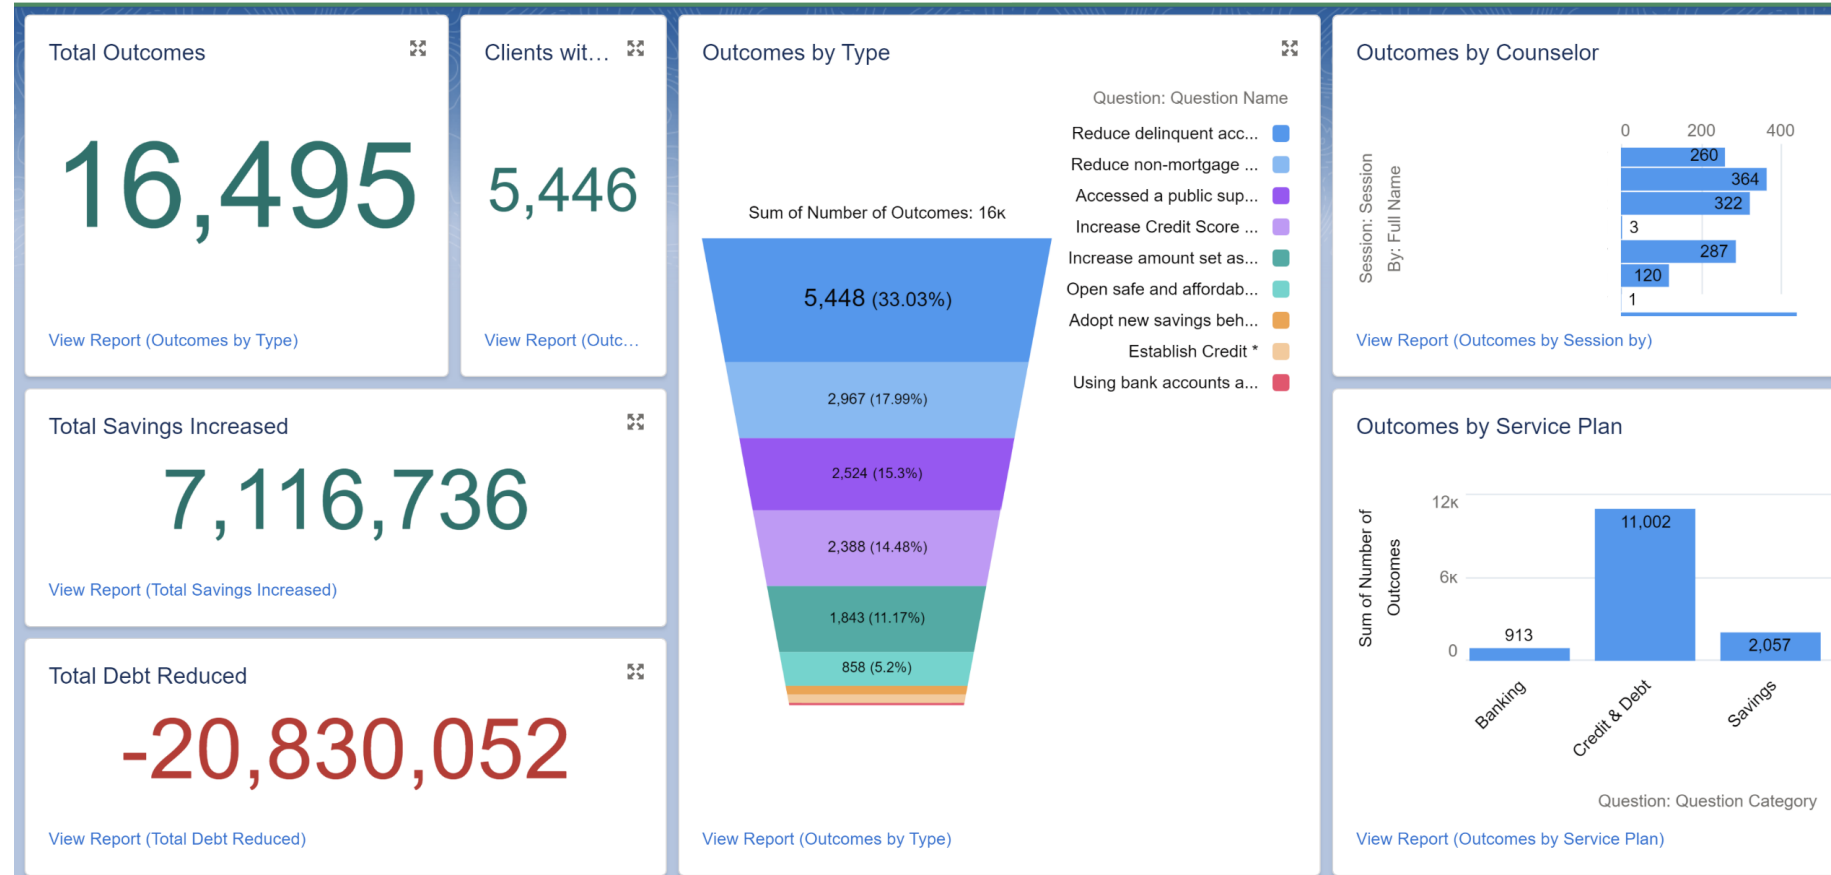 Total Outcomes
16,495
View Report (Outcomes by Type)
Clients wit...
5,446
View Report (Outc...
Total Savings Increased
7,116,736
View Report (Total Savings Increased)
Total Debt Reduced
-20,830,052
View Report (Total Debt Reduced)
Outcomes by Type
Question: Question Name
Reduce delinquent acc...
Reduce non-mortgage ...
Accessed a public sup...
Increase Credit Score ...
Increase amount set as...
Open safe and affordab...
Adopt new savings beh...
Establish Credit *
Using bank accounts a...
Sum of Number of Outcomes: 16K
5,448 (33.03%)
2,967 (17.99%)
2,524 (15.3%)
2,388 (14.48%)
1,843 (11.17%)
858 (5.2%)
View Report (Outcomes by Type)
Outcomes by Counselor
0 200 400
Session: Session
By: Full Name
260
364
322
3
287
120
1
View Report (Outcomes by Session by)
Outcomes by Service Plan
Sum of Number of
Outcomes
12K
6K
0
913
11,002
2,057
Banking
Credit & Debt
Savings
Question: Question Category
View Report (Outcomes by Service Plan)